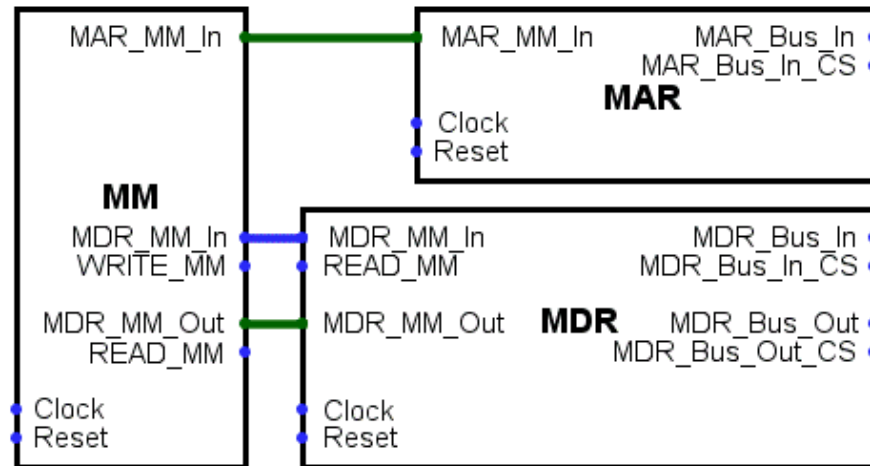 MAR_MM_In
MM
MDR_MM_In
WRITE_MM
MDR_MM_Out
READ_MM
Clock
Reset
MAR_MM_In
MAR_Bus_In
MAR_Bus_In_CS
MAR
Clock
Reset
MDR_MM_In
MDR_Bus_In
READ_MM
MDR_Bus_In_CS
MDR_MM_Out
MDR
MDR_Bus_Out
MDR_Bus_Out_CS
Clock
Reset